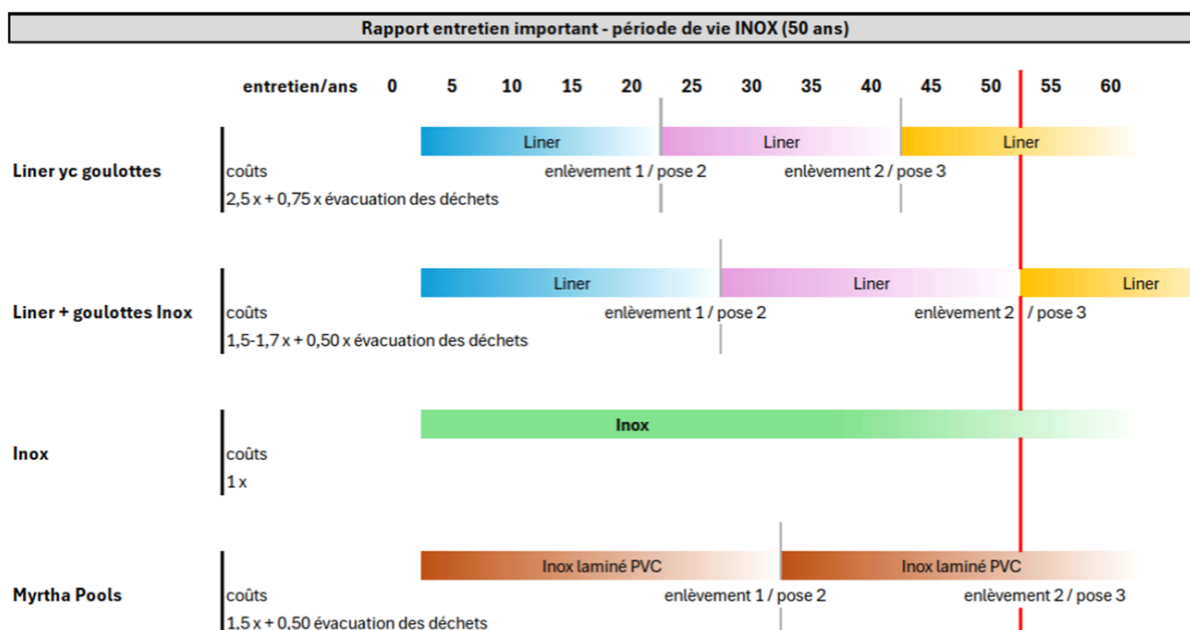 Rapport entretien important - période de vie INOX (50 ans)
entretien/ans 0 5 10 15 20 25 30 35 40 45 50 55 60
Liner Liner Liner
Liner yc goulottes coûts enlèvement 1 / pose 2 enlèvement 2 / pose 3
2,5 x + 0,75 x évacuation des déchets
Liner Liner Liner
Liner + goulottes Inox coûts enlèvement 1 / pose 2 enlèvement 2 / pose 3
1,5-1,7 x + 0,50 x évacuation des déchets
Inox
Inox coûts
1 x
Inox laminé PVC Inox laminé PVC
Myrtha Pools coûts enlèvement 1 / pose 2 enlèvement 2 / pose 3
1,5 x + 0,50 évacuation des déchets